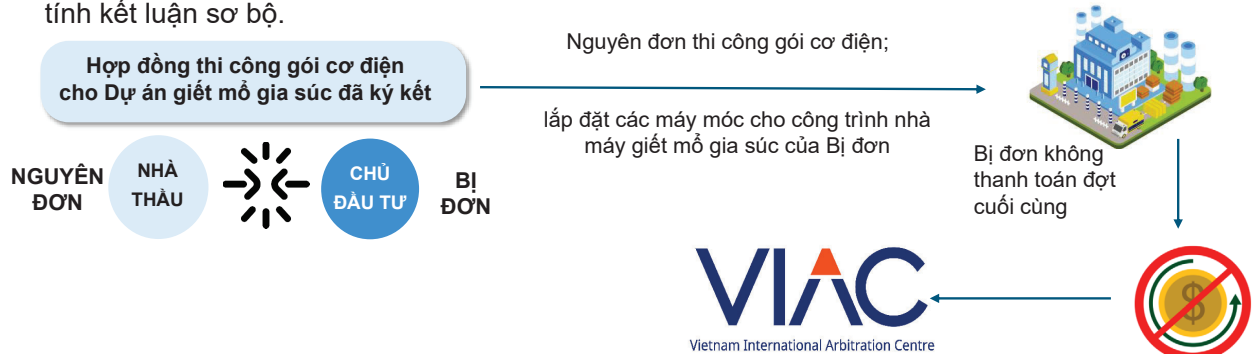 tính kết luận sơ bộ.
Hợp đồng thi công gói cơ điện
cho Dự án giết mổ gia súc đã ký kết
Nguyên đơn thi công gói cơ điện;
lắp đặt các máy móc cho công trình nhà
máy giết mổ gia súc của Bị đơn
NGUYÊN
ĐƠN
NHÀ
THẦU
CHỦ
ĐẦU TƯ
BỊ
ĐƠN
Bị đơn không
thanh toán đợt
cuối cùng
$
VIAC
Vietnam International Arbitration Centre